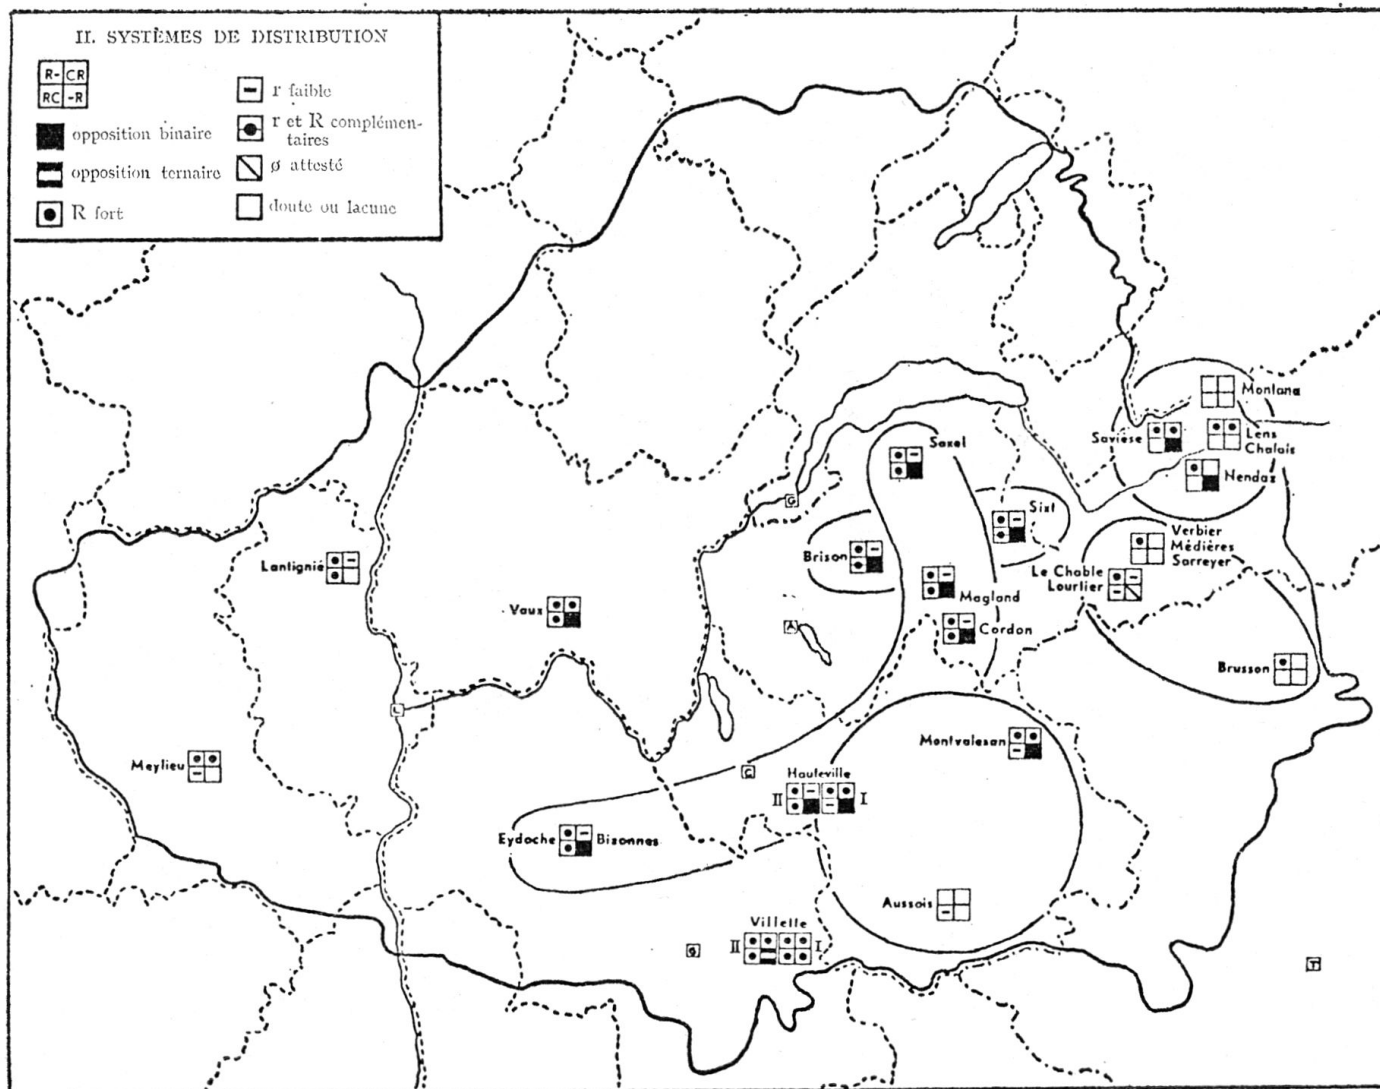 II. SYSTÈMES DE DISTRIBUTION
R- CR
RC -R
opposition binaire
opposition ternaire
R fort
r faible
r et R complémen-
taires
ø attesté
doute ou lacune
Montana
Savièse
Lens
Chalais
Nendaz
Saxel
G
Sixt
Brison
Verbier
Médières
Sarreyer
Le Chable
Lourtier
Lantignié
Magland
Vaux
A
Cordon
Brusson
L
Meylieu
Montvalesan
C
Hauteville
II I
Eydoche Bizonnes
Aussois
Villette
II I
G
T